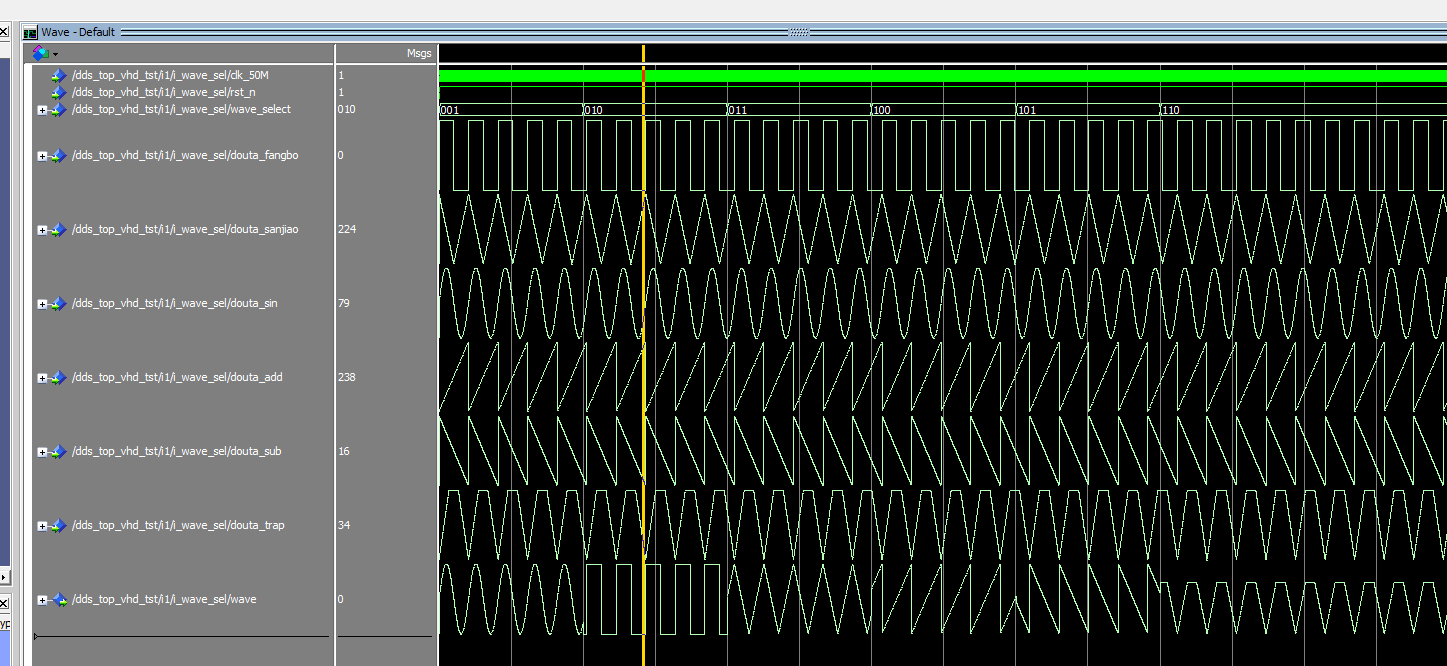 Wave - Default
Msgs
/dds_top_vhd_tst/i1/i_wave_sel/clk_50M 1
/dds_top_vhd_tst/i1/i_wave_sel/rst_n 1
/dds_top_vhd_tst/i1/i_wave_sel/wave_select 010 001 010 011 100 101 110
/dds_top_vhd_tst/i1/i_wave_sel/douta_fangbo 0
/dds_top_vhd_tst/i1/i_wave_sel/douta_sanjiao 224
/dds_top_vhd_tst/i1/i_wave_sel/douta_sin 79
/dds_top_vhd_tst/i1/i_wave_sel/douta_add 238
/dds_top_vhd_tst/i1/i_wave_sel/douta_sub 16
/dds_top_vhd_tst/i1/i_wave_sel/douta_trap 34
/dds_top_vhd_tst/i1/i_wave_sel/wave 0